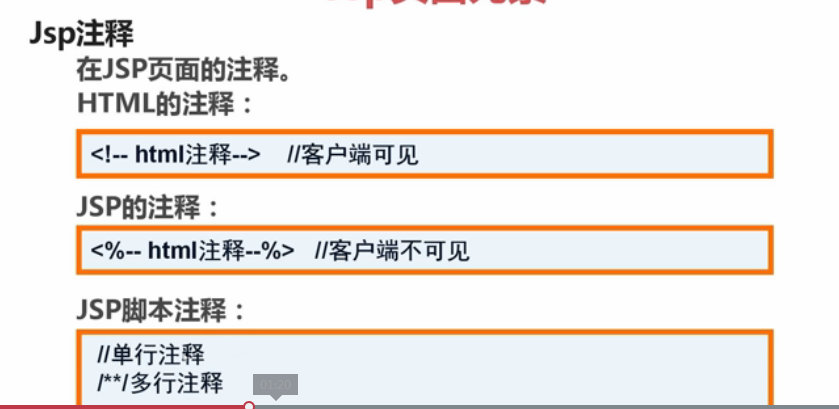 Jsp注释
在JSP页面的注释。
HTML的注释：
<!-- html注释-->    //客户端可见
JSP的注释：
<%-- html注释--%>   //客户端不可见
JSP脚本注释：
//单行注释
/**/多行注释
01:20